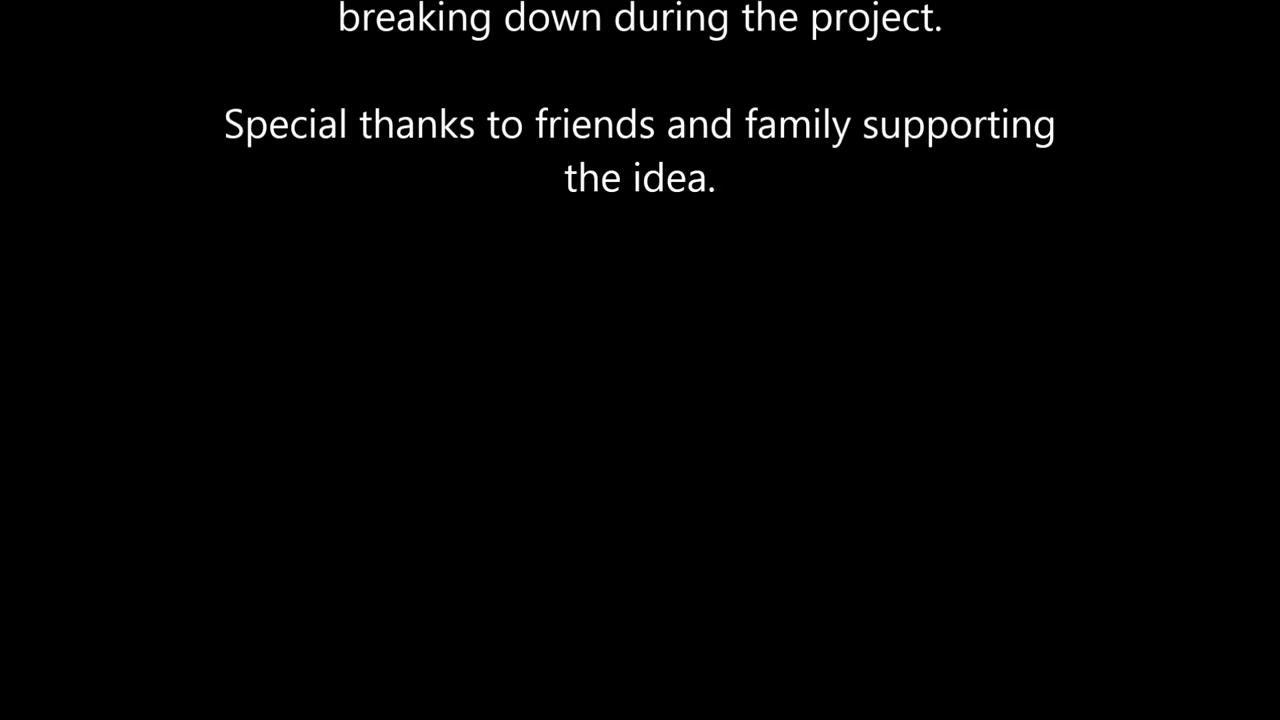 breaking down during the project.
Special thanks to friends and family supporting
the idea.